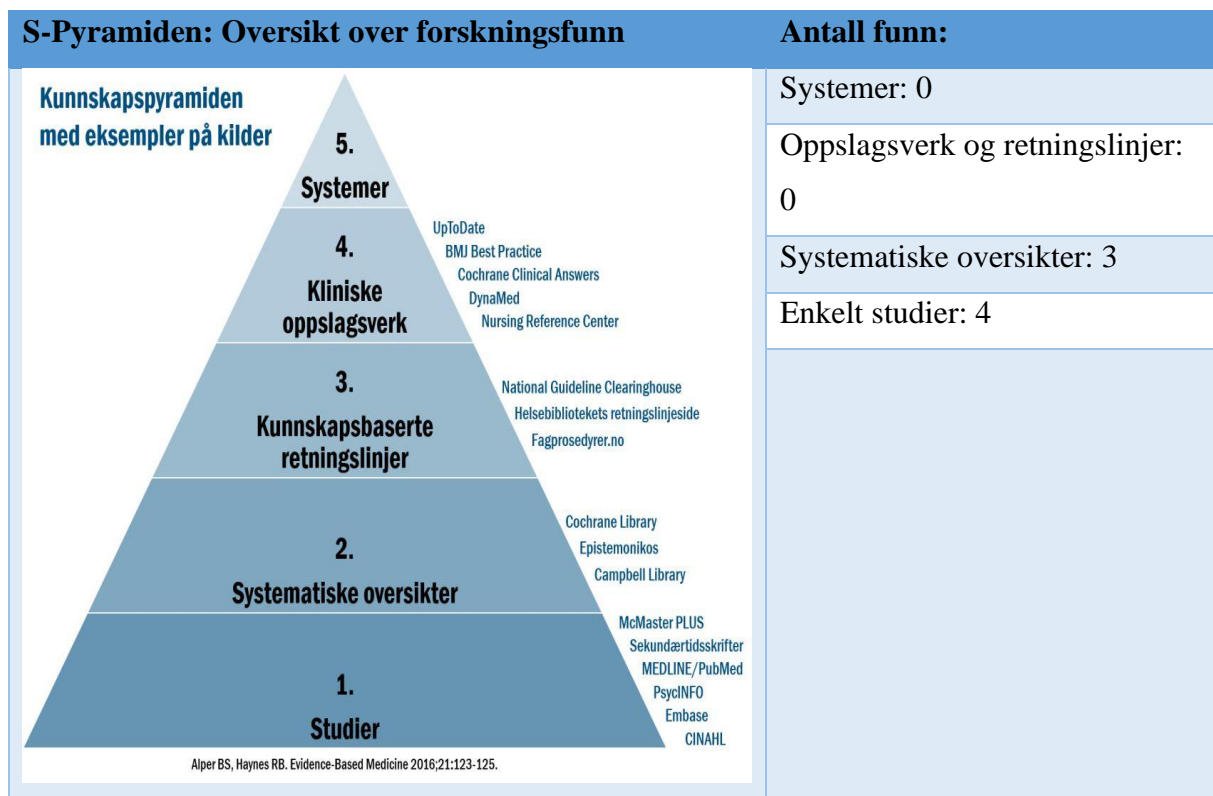 S-Pyramiden: Oversikt over forskningsfunn
Antall funn:
Kunnskapspyramiden
med eksempler på kilder
5.
Systemer
4.
Kliniske
oppslagsverk
UpToDate
BMJ Best Practice
Cochrane Clinical Answers
DynaMed
Nursing Reference Center
3.
Kunnskapsbaserte
retningslinjer
National Guideline Clearinghouse
Helsebibliotekets retningslinjeside
Fagprosedyrer.no
2.
Systematiske oversikter
Cochrane Library
Epistemonikos
Campbell Library
1.
Studier
McMaster PLUS
Sekundærtidsskrifter
MEDLINE/PubMed
PsycINFO
Embase
CINAHL
Alper BS, Haynes RB. Evidence-Based Medicine 2016;21:123-125.
Systemer: 0
Oppslagsverk og retningslinjer:
0
Systematiske oversikter: 3
Enkelt studier: 4